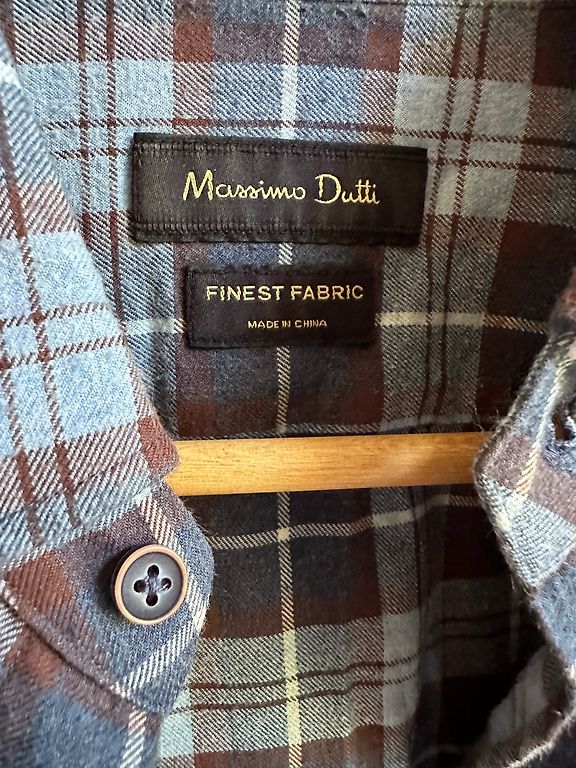 Massimo Dutti
FINEST FABRIC
MADE IN CHINA